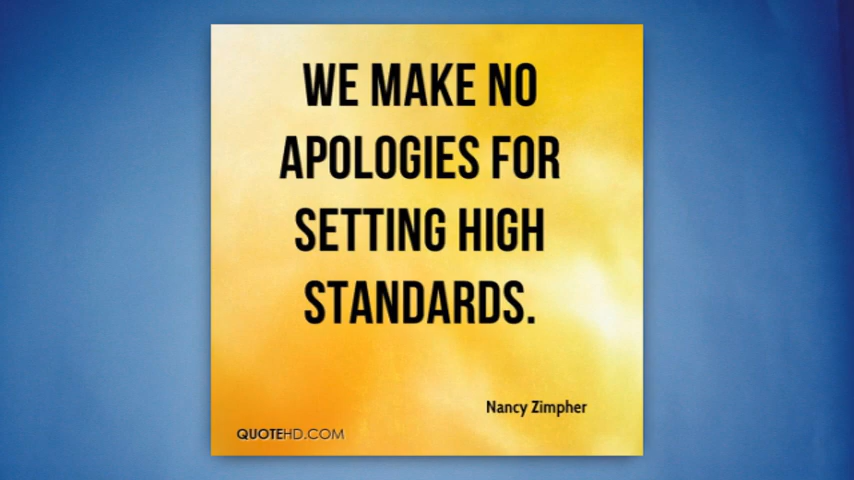 WE MAKE NO
APOLOGIES FOR
SETTING HIGH
STANDARDS.
Nancy Zimpher
QUOTEHD.COM